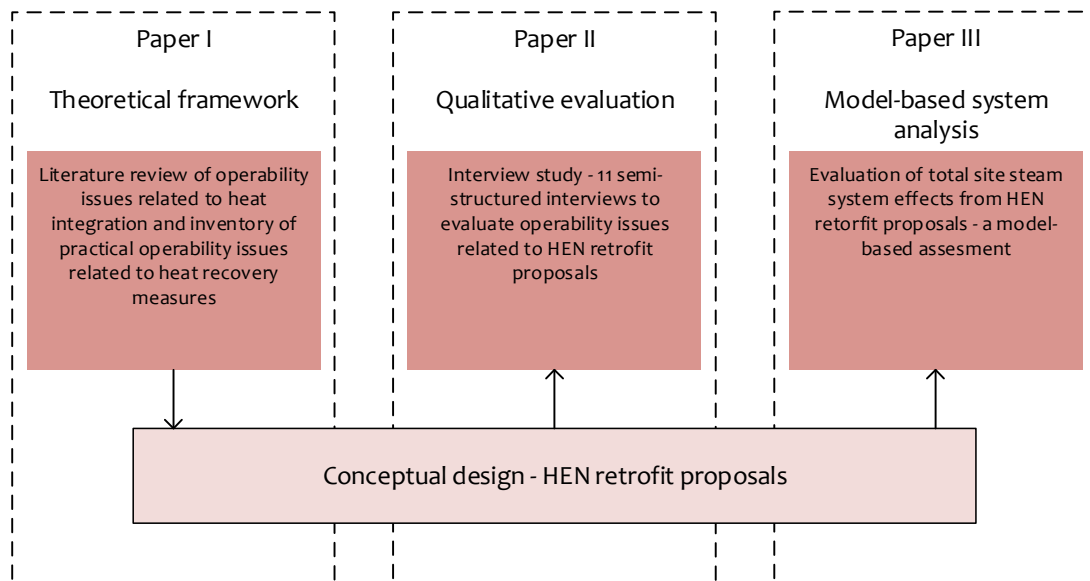 Paper I
Theoretical framework
Literature review of operability
issues related to heat
integration and inventory of
practical operability issues
related to heat recovery
measures
Paper II
Qualitative evaluation
Interview study - 11 semi-
structured interviews to
evaluate operability issues
related to HEN retrofit
proposals
Paper III
Model-based system
analysis
Evaluation of total site steam
system effects from HEN
retorfit proposals - a model-
based assesment
Conceptual design - HEN retrofit proposals